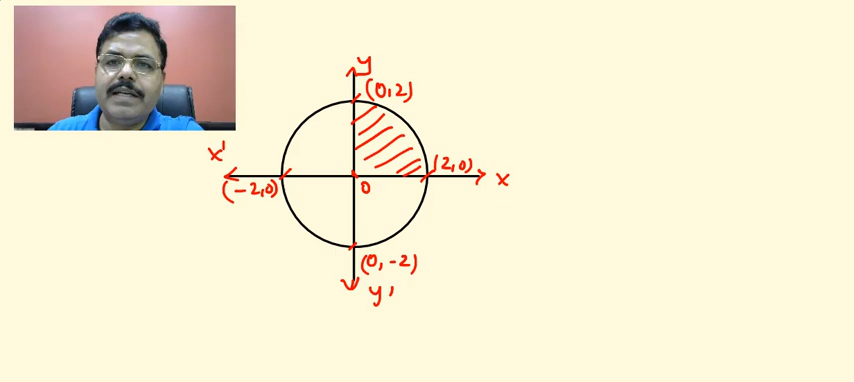 y
(0,2)
x'
(2,0)
(-2,0)
0
x
(0,-2)
y'